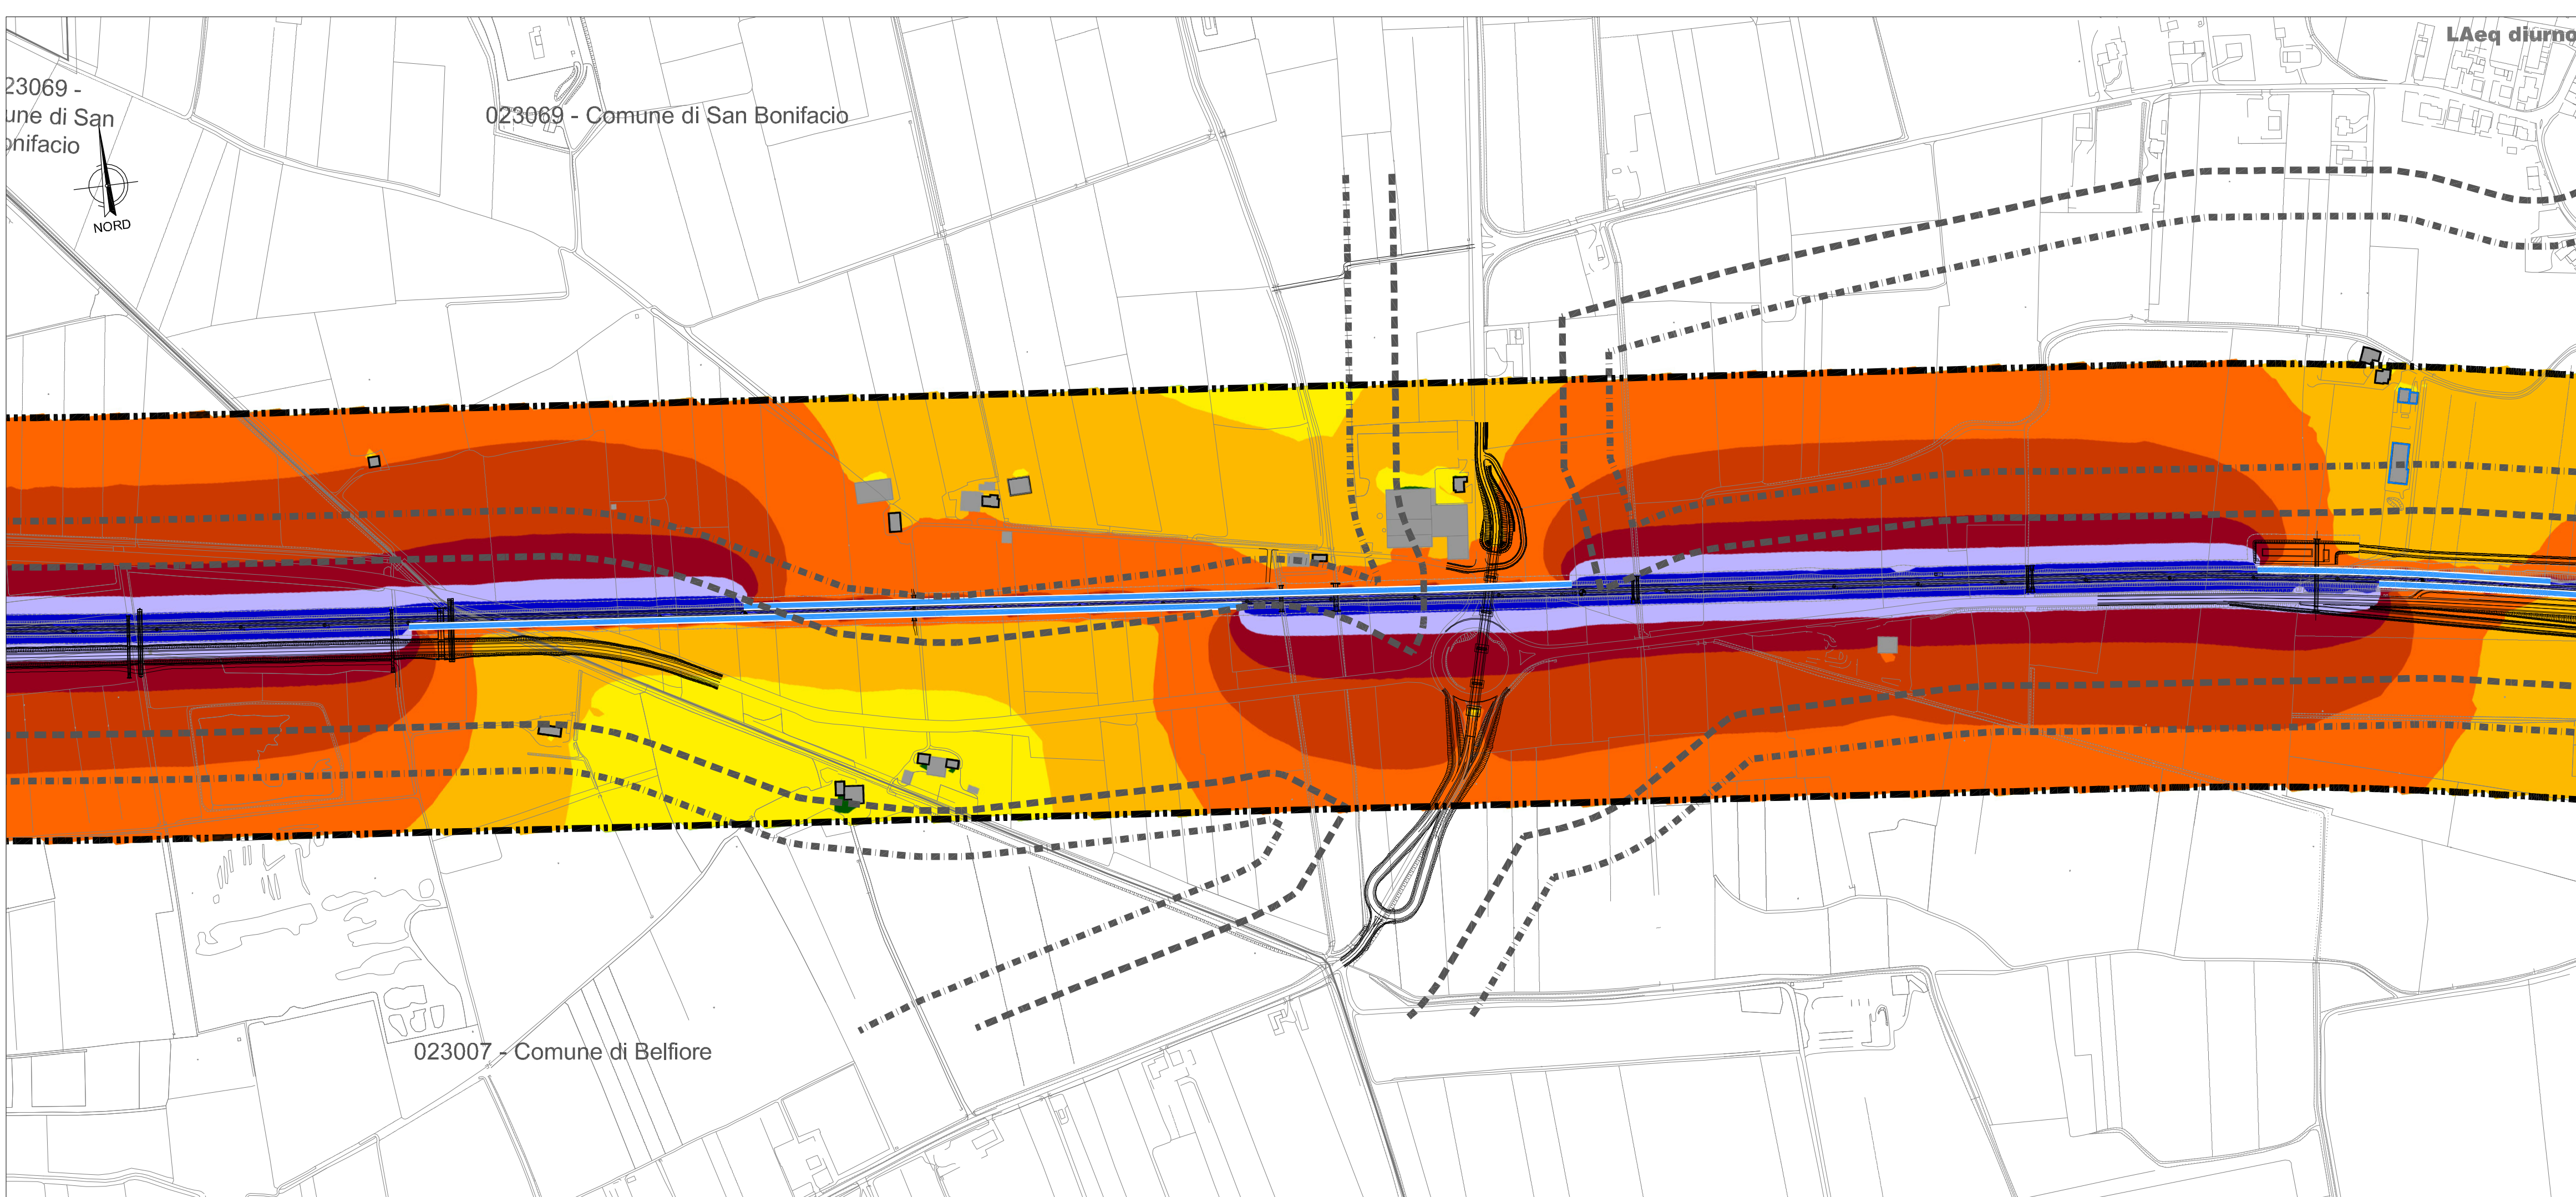 LAeq diurno
23069 -
une di San
onifacio
023069 - Comune di San Bonifacio
NORD
023007 - Comune di Belfiore